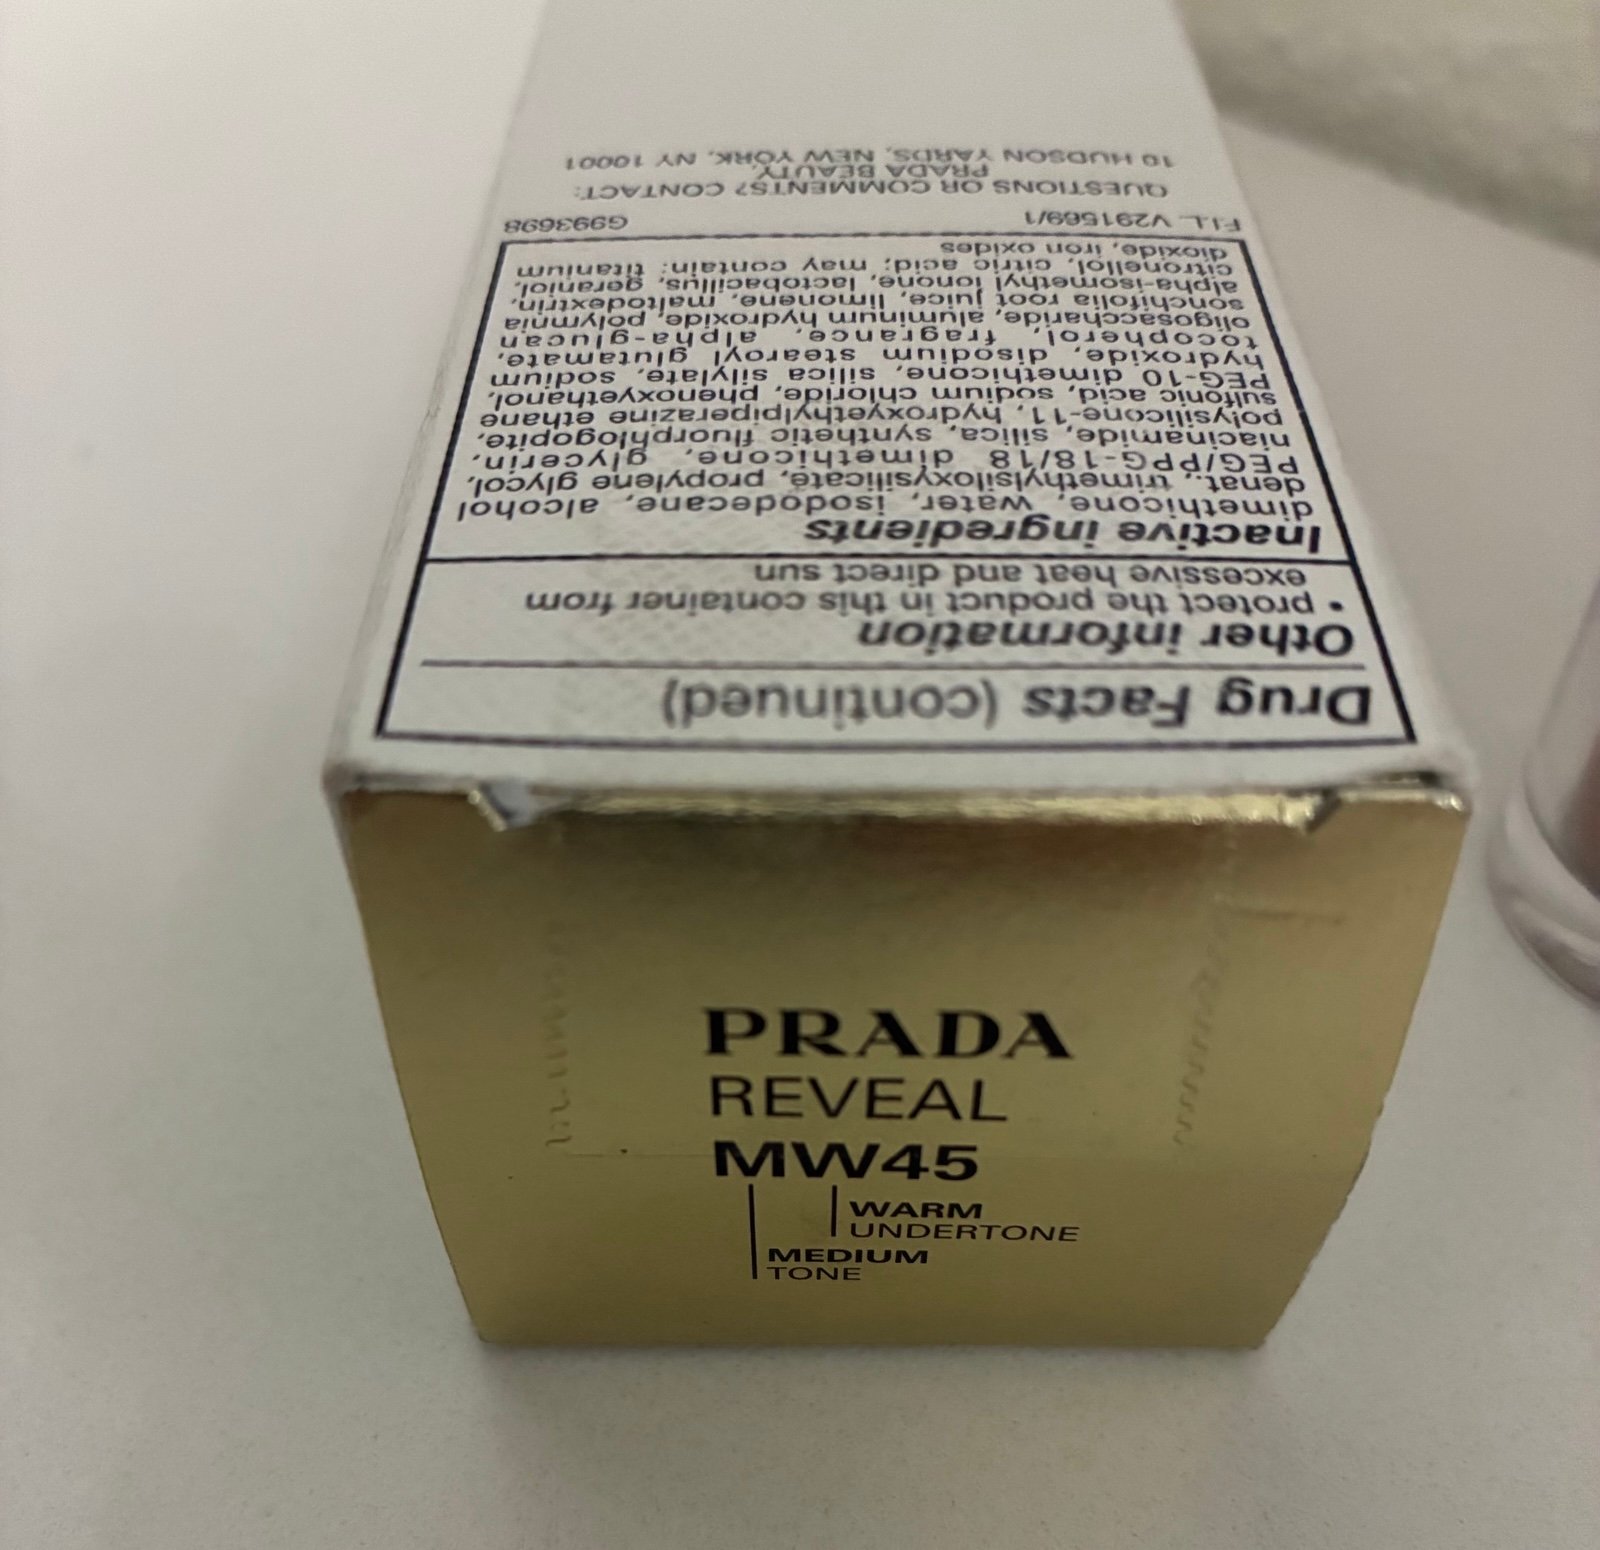 PRADA
REVEAL
MW45
WARM
UNDERTONE
MEDIUM
TONE
Drug Facts (continued)
Other information
• protect the product in this container from
excessive heat and direct sun
Inactive ingredients
dimethicone, water, isododecane, alcohol
denat., trimethylsiloxysilicate, propylene glycol,
PEG/PPG-18/18 dimethicone, glycerin,
niacinamide, silica, synthetic fluorphlogopite,
polysilicone-11, hydroxyethylpiperazine ethane
sulfonic acid, sodium chloride, phenoxyethanol,
PEG-10 dimethicone, silica silylate, sodium
hydroxide, disodium stearoyl glutamate,
tocopherol, fragrance, alpha-glucan
oligosaccharide, aluminum hydroxide, polymnia
sonchifolia root juice, limonene, maltodextrin,
alpha-isomethyl ionone, lactobacillus, geraniol,
citronellol, citric acid; may contain: titanium
dioxide, iron oxides
F.I.L. V291569/1 G993698
QUESTIONS OR COMMENTS? CONTACT:
PRADA BEAUTY,
10 HUDSON YARDS, NEW YORK, NY 10001